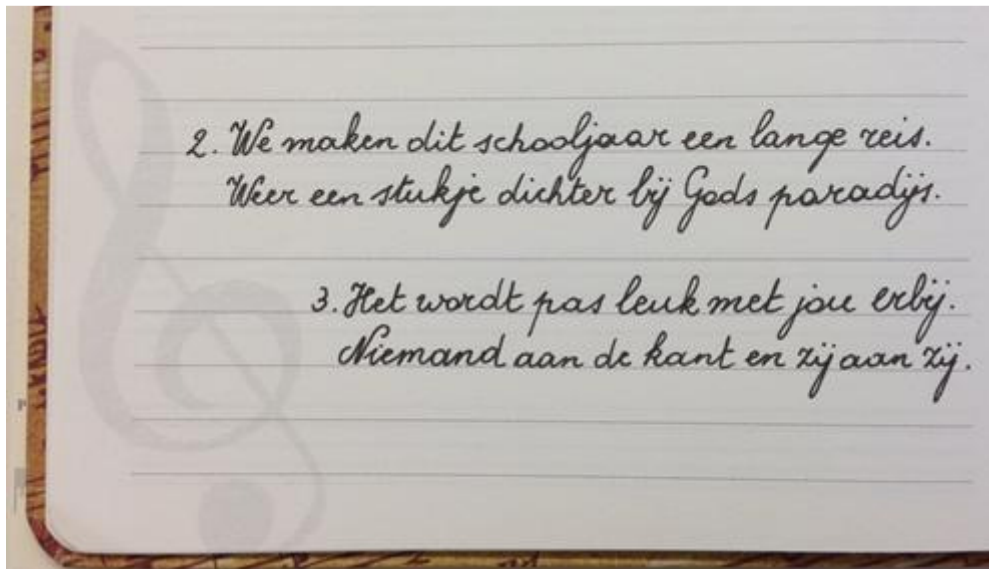 2. We maken dit schooljaar een lange reis.
Weer een stukje dichter bij Gods paradijs.
3. Het wordt pas leuk met jou erbij.
Niemand aan de kant en zij aan zij.